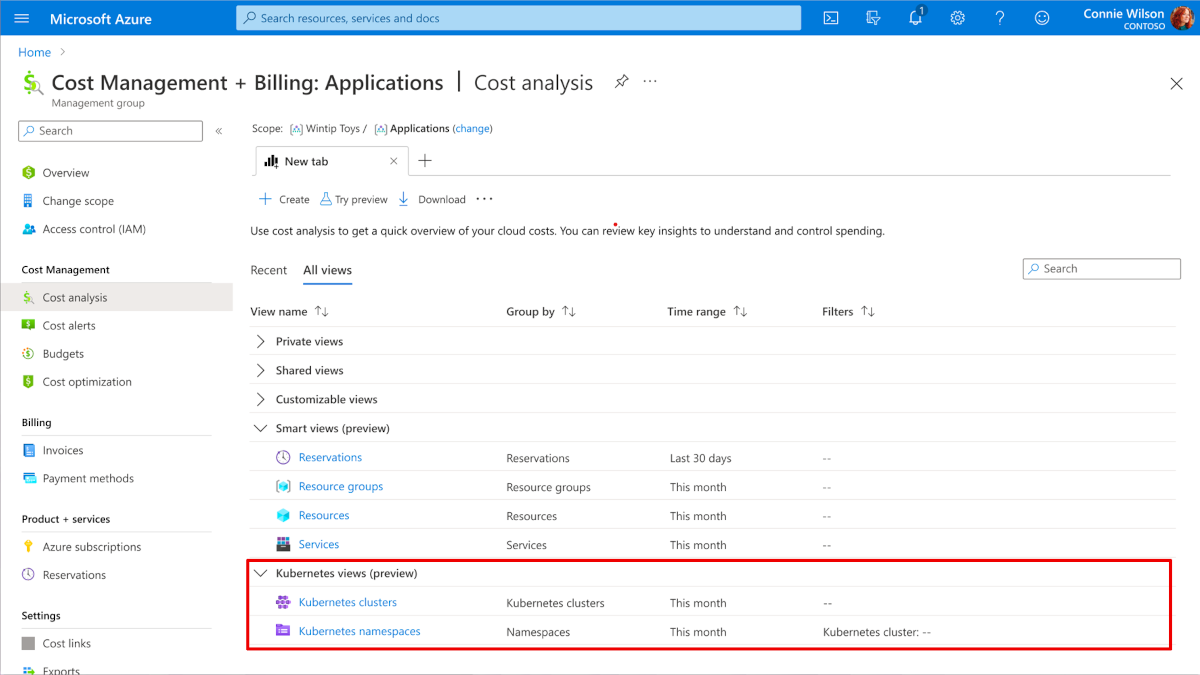 Microsoft Azure
Search resources, services and docs
1
Connie Wilson
CONTOSO
Home
Cost Management + Billing: Applications | Cost analysis
Management group
Search
Overview
Change scope
Access control (IAM)
Cost Management
Cost analysis
Cost alerts
Budgets
Cost optimization
Billing
Invoices
Payment methods
Product + services
Azure subscriptions
Reservations
Settings
Cost links
Exports
Scope: Wintip Toys / Applications (change)
New tab
Create Try preview Download
Use cost analysis to get a quick overview of your cloud costs. You can review key insights to understand and control spending.
Recent All views
Search
View name Group by Time range Filters
Private views
Shared views
Customizable views
Smart views (preview)
Reservations Reservations Last 30 days --
Resource groups Resource groups This month --
Resources Resources This month --
Services Services This month --
Kubernetes views (preview)
Kubernetes clusters Kubernetes clusters This month --
Kubernetes namespaces Namespaces This month Kubernetes cluster: --